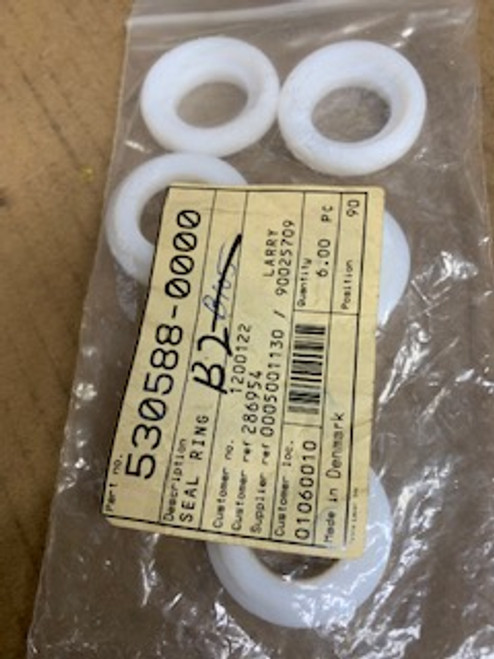 Part no.
530588-0000
Description
SEAL RING
B2
Customer no. 1200122
Customer ref 286954 LARRY
Supplier ref 0005001130 / 90025709
Customer loc.
01060010
Quantity
6.00 PC
Position 90
Made in Denmark